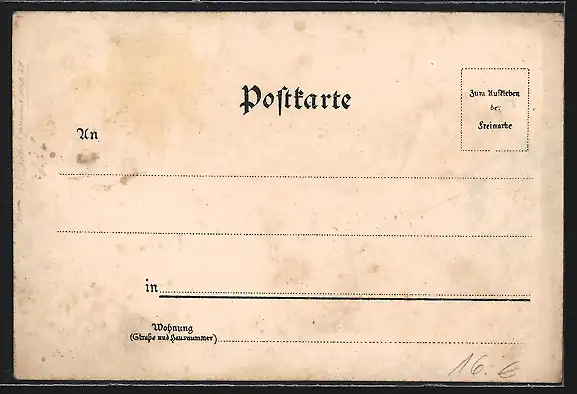 Postkarte
Zum Aufkleben
der
Freimarke
An
in
Wohnung
(Straße und Hausnummer)
16.€